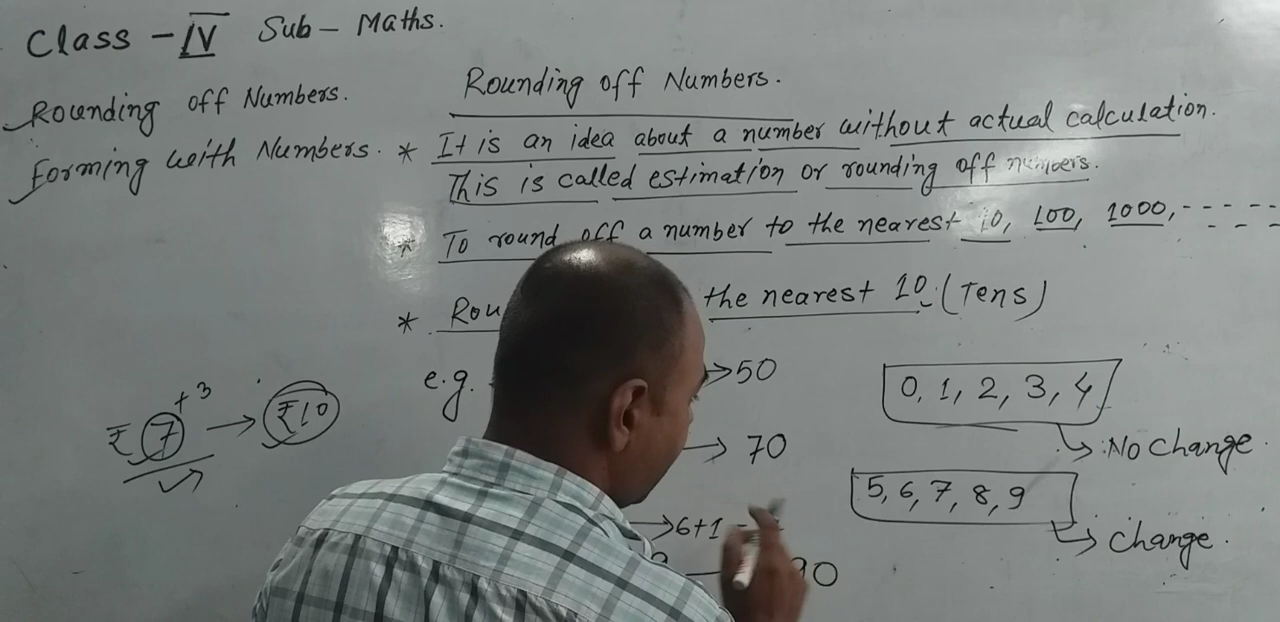 Class - IV Sub - Maths.
Rounding off Numbers.
Forming with Numbers.
Rounding off Numbers.
* It is an idea about a number without actual calculation.
This is called estimation or rounding off numbers.
* To round off a number to the nearest 10, 100, 1000, - - - - -
* the nearest 10. (Tens)
e.g. → 50
→ 70
→ 6+1
90
₹ 7 +3 → ₹10
0, 1, 2, 3, 4
↳ No Change.
5, 6, 7, 8, 9
↳ Change.